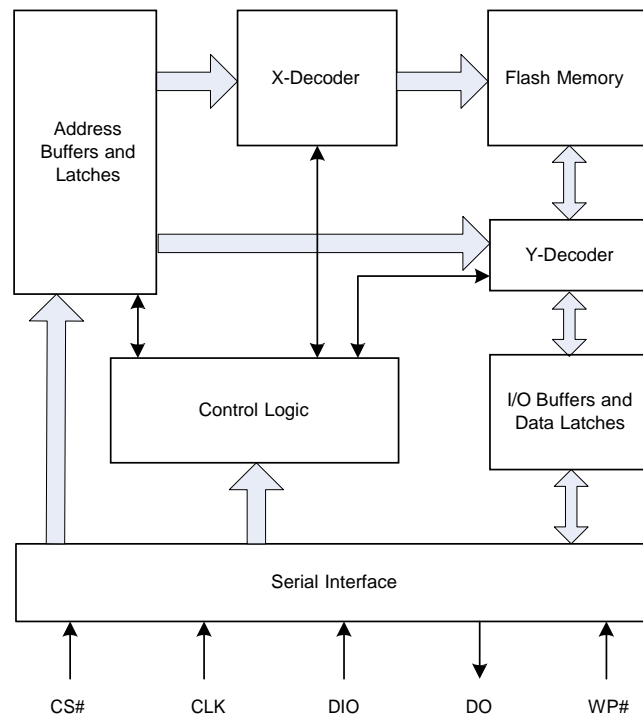 Address
Buffers and
Latches
X-Decoder
Flash Memory
Y-Decoder
Control Logic
I/O Buffers and
Data Latches
Serial Interface
CS#
CLK
DIO
DO
WP#